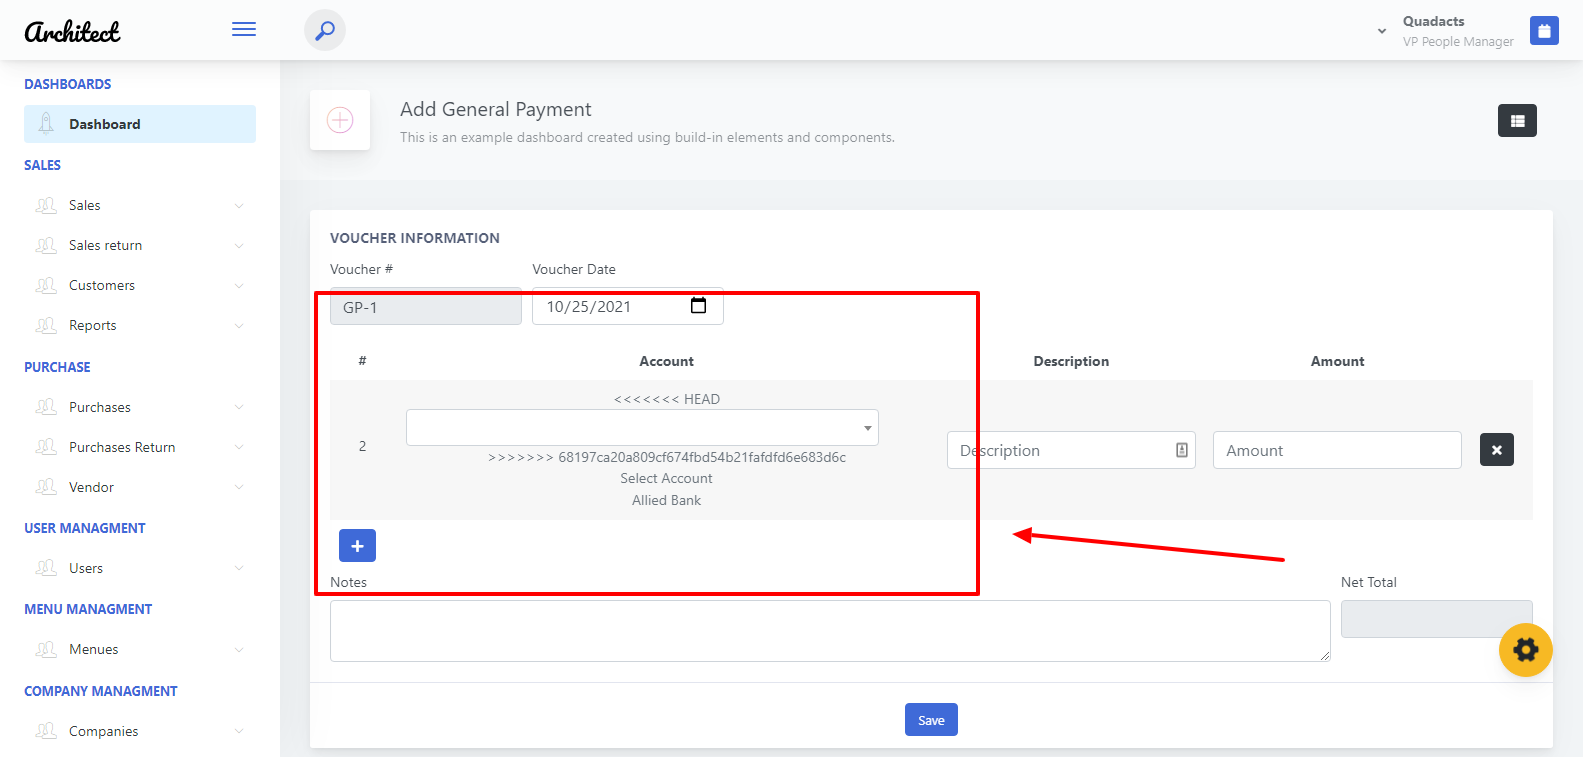 Architect
Quadacts
VP People Manager
DASHBOARDS
Dashboard
SALES
Sales
Sales return
Customers
Reports
PURCHASE
Purchases
Purchases Return
Vendor
USER MANAGMENT
Users
MENU MANAGMENT
Menues
COMPANY MANAGMENT
Companies
Add General Payment
This is an example dashboard created using build-in elements and components.
VOUCHER INFORMATION
Voucher # Voucher Date
GP-1 10/25/2021
# Account Description Amount
<<<<<<< HEAD
2 Description Amount
>>>>>>> 68197ca20a809cf674fbd54b21fafdfd6e683d6c
Select Account
Allied Bank
Notes Net Total
Save